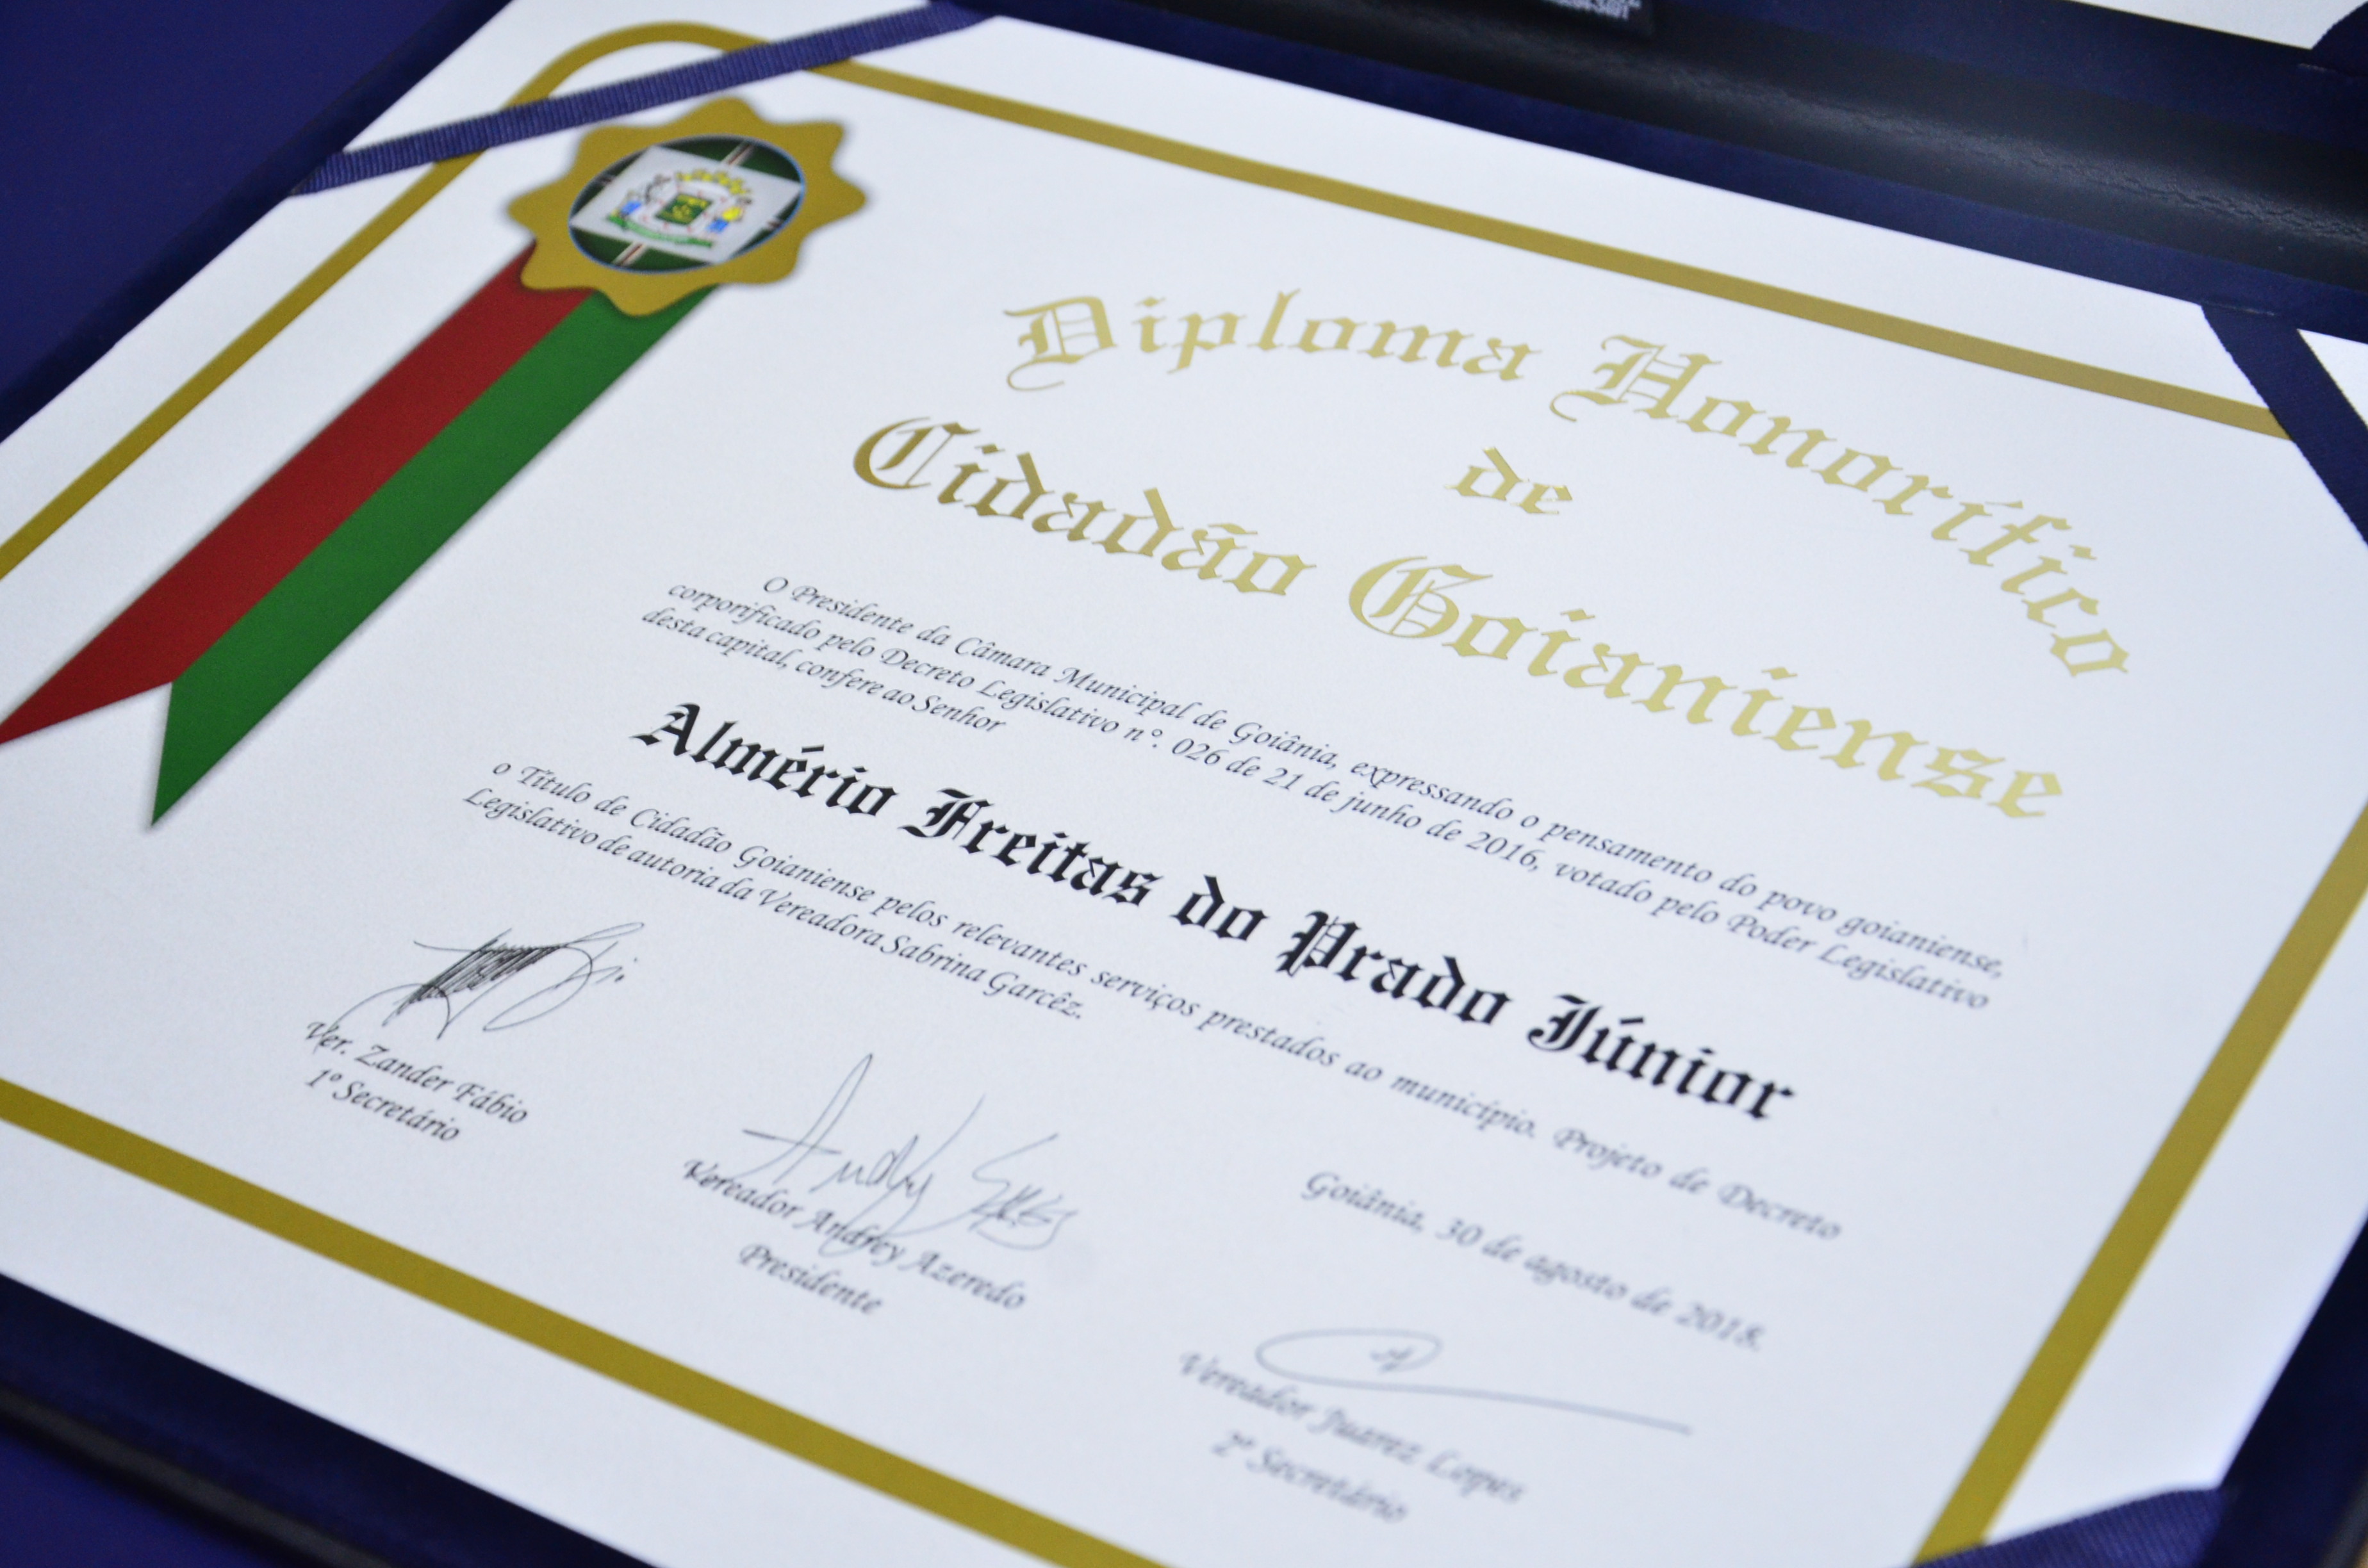 Diploma Honorífico
de
Cidadão Goianiense
O Presidente da Câmara Municipal de Goiânia, expressando o pensamento do povo goianiense,
corporificado pelo Decreto Legislativo nº. 026 de 21 de junho de 2016, votado pelo Poder Legislativo
desta capital, confere ao Senhor
Almério Freitas do Prado Júnior
o Título de Cidadão Goianiense pelos relevantes serviços prestados ao município. Projeto de Decreto
Legislativo de autoria da Vereadora Sabrina Garcêz.
Goiânia, 30 de agosto de 2018.
Ver. Zander Fábio
1º Secretário
Vereador Andrey Azeredo
Presidente
Vereador Juarez Lopes
2º Secretário